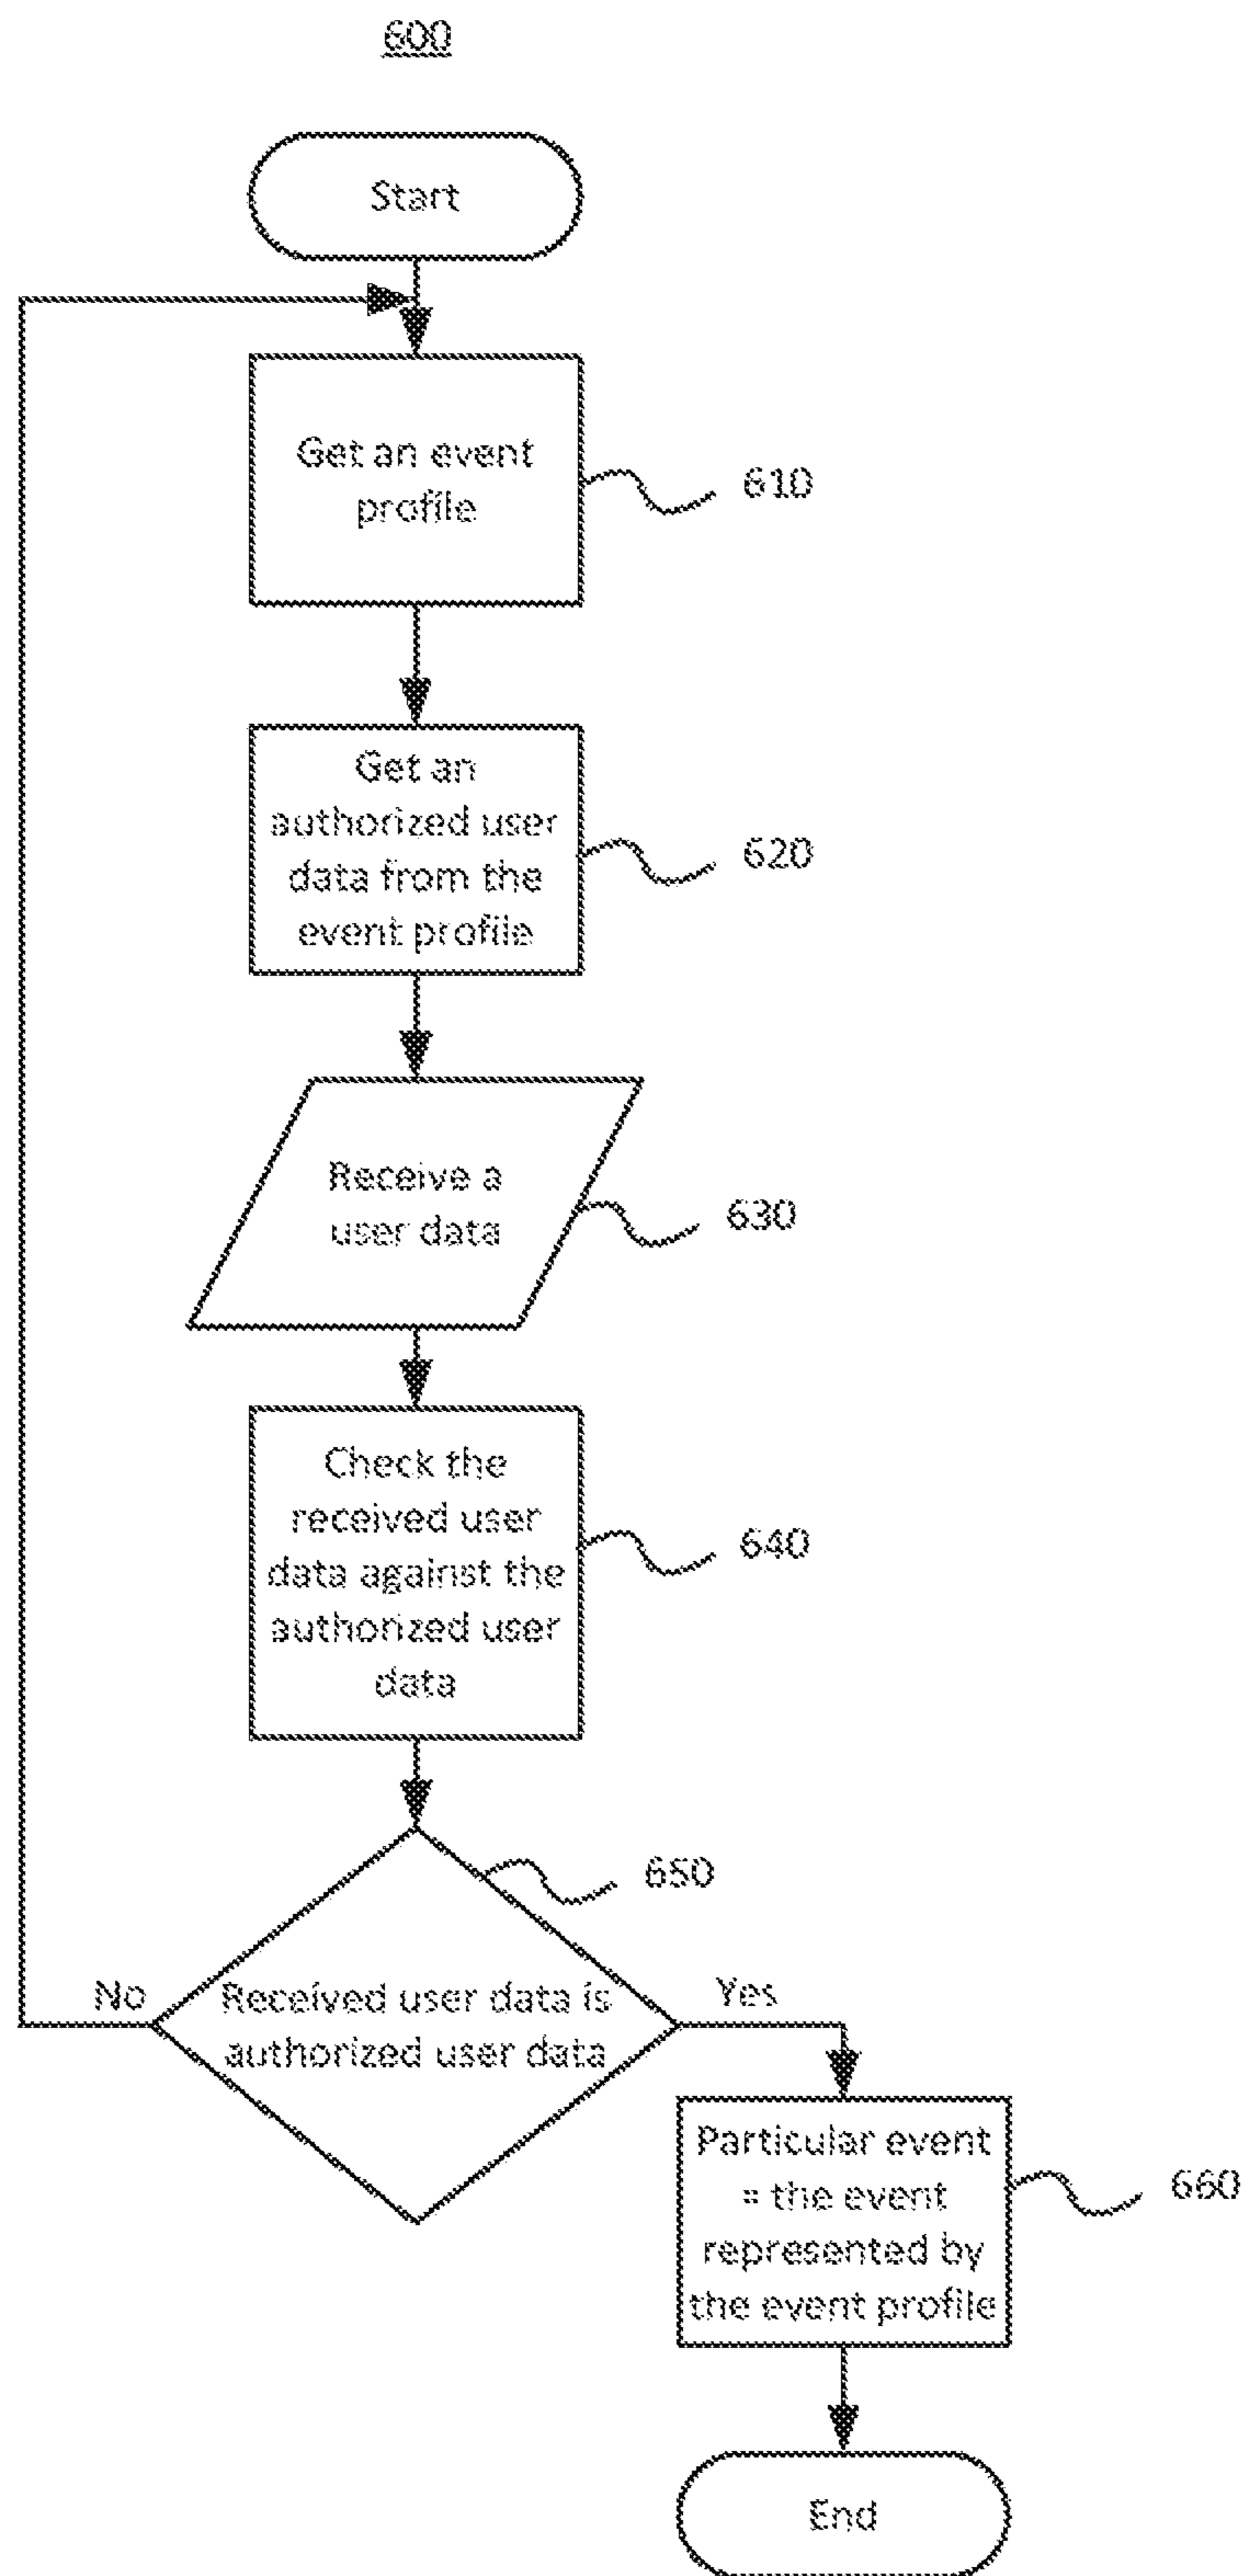 600
Start
Get an event
profile
610
Get an
authorized user
data from the
event profile
620
Receive a
user data
630
Check the
received user
data against the
authorized user
data
640
650
No
Received user data is
authorized user data
Yes
Particular event
= the event
represented by
the event profile
660
End